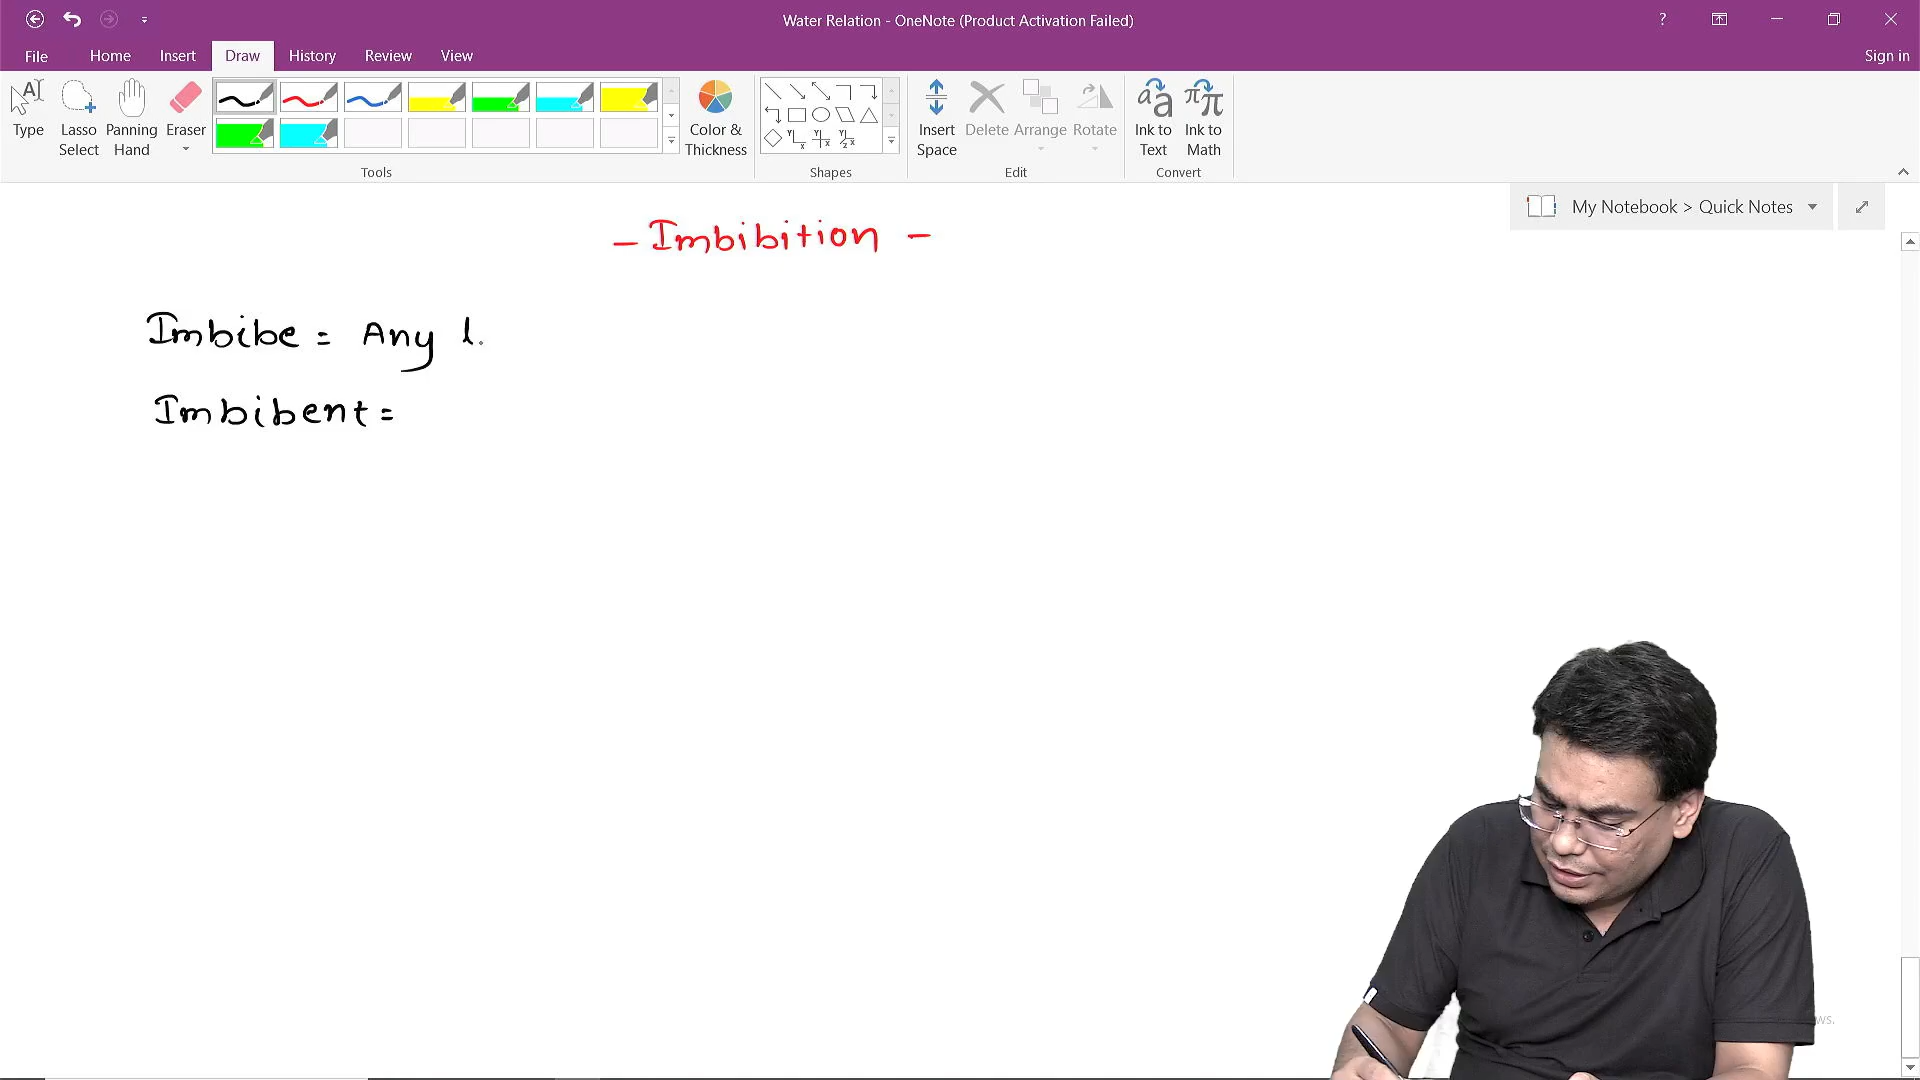 Water Relation - OneNote (Product Activation Failed)
?
File Home Insert Draw History Review View
Sign in
Type
Lasso Select
Panning Hand
Eraser
Color & Thickness
Insert Space
Delete
Arrange
Rotate
Ink to Text
Ink to Math
Tools
Shapes
Edit
Convert
My Notebook > Quick Notes
- Imbibition -
Imbibe = Any l
Imbibent =